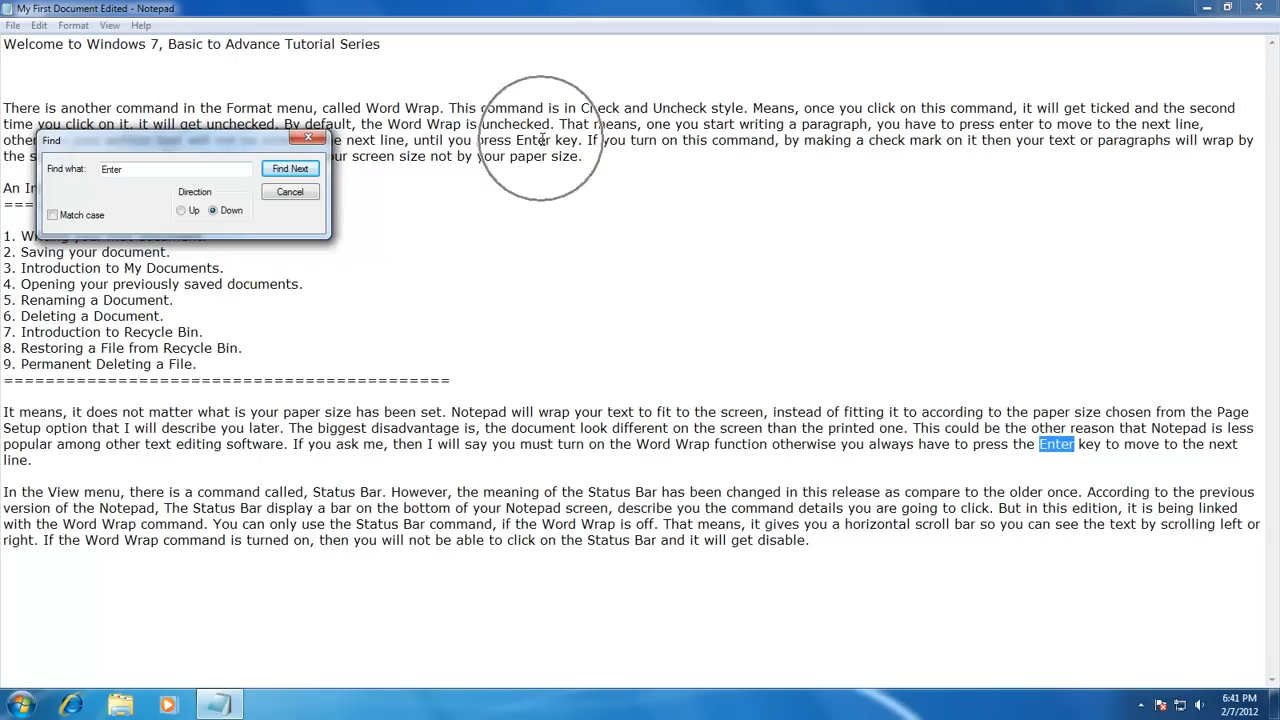 My First Document Edited - Notepad
File Edit Format View Help
Welcome to Windows 7, Basic to Advance Tutorial Series
There is another command in the Format menu, called Word Wrap. This command is in Check and Uncheck style. Means, once you click on this command, it will get ticked and the second
time you click on it, it will get unchecked. By default, the Word Wrap is unchecked. That means, one you start writing a paragraph, you have to press enter to move to the next line,
other e next line, until you press Enter key. If you turn on this command, by making a check mark on it then your text or paragraphs will wrap by
the s ur screen size not by your paper size.
Find
Find what: Enter Find Next
Direction Cancel
Up Down
Match case
An In
1. Writing your first document.
2. Saving your document.
3. Introduction to My Documents.
4. Opening your previously saved documents.
5. Renaming a Document.
6. Deleting a Document.
7. Introduction to Recycle Bin.
8. Restoring a File from Recycle Bin.
9. Permanent Deleting a File.
===========================================
It means, it does not matter what is your paper size has been set. Notepad will wrap your text to fit to the screen, instead of fitting it to according to the paper size chosen from the Page
Setup option that I will describe you later. The biggest disadvantage is, the document look different on the screen than the printed one. This could be the other reason that Notepad is less
popular among other text editing software. If you ask me, then I will say you must turn on the Word Wrap function otherwise you always have to press the Enter key to move to the next
line.
In the View menu, there is a command called, Status Bar. However, the meaning of the Status Bar has been changed in this release as compare to the older once. According to the previous
version of the Notepad, The Status Bar display a bar on the bottom of your Notepad screen, describe you the command details you are going to click. But in this edition, it is being linked
with the Word Wrap command. You can only use the Status Bar command, if the Word Wrap is off. That means, it gives you a horizontal scroll bar so you can see the text by scrolling left or
right. If the Word Wrap command is turned on, then you will not be able to click on the Status Bar and it will get disable.
6:41 PM
2/7/2012